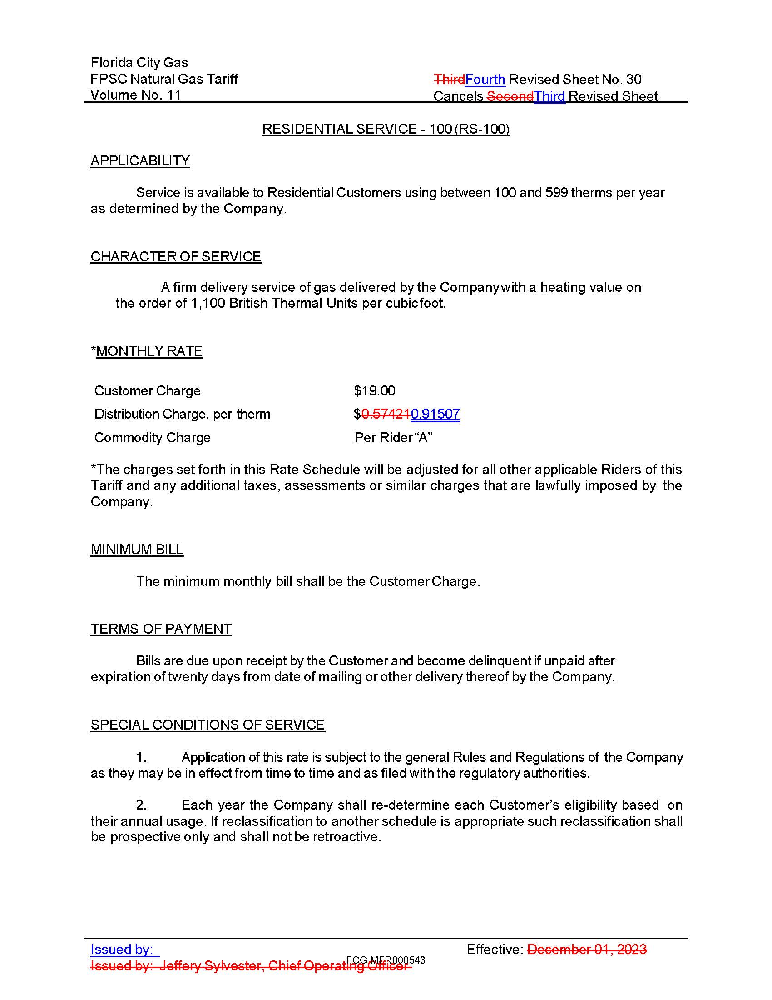 Florida City Gas
FPSC Natural Gas Tariff
ThirdFourth Revised Sheet No. 30
Volume No. 11
Cancels SecondThird Revised Sheet
RESIDENTIAL SERVICE - 100 (RS-100)
APPLICABILITY
Service is available to Residential Customers using between 100 and 599 therms per year
as determined by the Company.
CHARACTER OF SERVICE
A firm delivery service of gas delivered by the Company with a heating value on
the order of 1,100 British Thermal Units per cubic foot.
*MONTHLY RATE
Customer Charge $19.00
Distribution Charge, per therm $0.574210.91507
Commodity Charge Per Rider “A”
*The charges set forth in this Rate Schedule will be adjusted for all other applicable Riders of this
Tariff and any additional taxes, assessments or similar charges that are lawfully imposed by the
Company.
MINIMUM BILL
The minimum monthly bill shall be the Customer Charge.
TERMS OF PAYMENT
Bills are due upon receipt by the Customer and become delinquent if unpaid after
expiration of twenty days from date of mailing or other delivery thereof by the Company.
SPECIAL CONDITIONS OF SERVICE
1. Application of this rate is subject to the general Rules and Regulations of the Company
as they may be in effect from time to time and as filed with the regulatory authorities.
2. Each year the Company shall re-determine each Customer’s eligibility based on
their annual usage. If reclassification to another schedule is appropriate such reclassification shall
be prospective only and shall not be retroactive.
Issued by:
Effective: December 01, 2023
Issued by: Jeffery Sylvester, Chief Operating Officer
FCG MFR000543